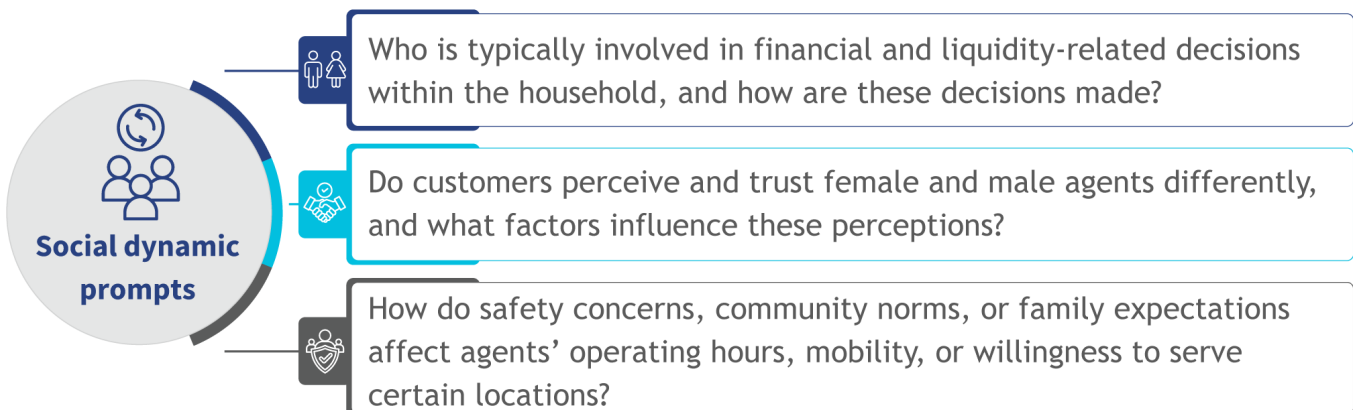 Social dynamic
prompts
Who is typically involved in financial and liquidity-related decisions
within the household, and how are these decisions made?
Do customers perceive and trust female and male agents differently,
and what factors influence these perceptions?
How do safety concerns, community norms, or family expectations
affect agents’ operating hours, mobility, or willingness to serve
certain locations?